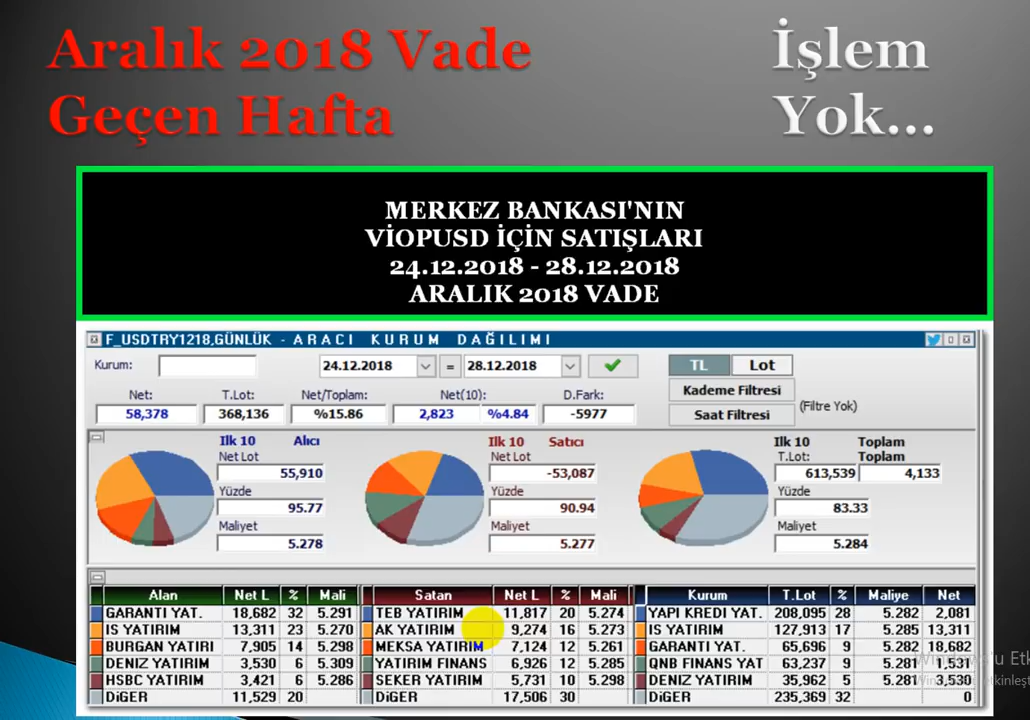 Aralık 2018 Vade
Geçen Hafta
İşlem
Yok...
MERKEZ BANKASI'NIN
VİOPUSD İÇİN SATIŞLARI
24.12.2018 - 28.12.2018
ARALIK 2018 VADE
F_USDTRY1218,GÜNLÜK - ARACI KURUM DAĞILIMI
Kurum: 24.12.2018 = 28.12.2018 TL Lot
Kademe Filtresi
Net: T.Lot: Net/Toplam: Net(10): D.Fark:
58,378 368,136 %15.86 2,823 %4.84 -5977 Saat Filtresi (Filtre Yok)
İlk 10 Alıcı İlk 10 Satıcı İlk 10 Toplam
Net Lot Net Lot T.Lot: Toplam
55,910 -53,087 613,539 4,133
Yüzde Yüzde Yüzde
95.77 90.94 83.33
Maliyet Maliyet Maliyet
5.278 5.277 5.284
Alan Net L % Mali Satan Net L % Mali Kurum T.Lot % Maliye Net
GARANTI YAT. 18,682 32 5.291 TEB YATIRIM 11,817 20 5.274 YAPI KREDI YAT. 208,095 28 5.282 2,081
IS YATIRIM 13,311 23 5.270 AK YATIRIM 9,274 16 5.273 IS YATIRIM 127,913 17 5.285 13,311
BURGAN YATIRI 7,905 14 5.298 MEKSA YATIRIM 7,124 12 5.261 GARANTI YAT. 65,696 9 5.282 18,682
DENIZ YATIRIM 3,530 6 5.309 YATIRIM FINANS 6,926 12 5.285 QNB FINANS YAT 63,237 9 5.281
HSBC YATIRIM 3,421 6 5.286 SEKER YATIRIM 5,731 10 5.298 DENIZ YATIRIM 35,962 5 5.281 3,530
DİGER 11,529 20 DİGER 17,506 30 DİGER 235,369 32 0